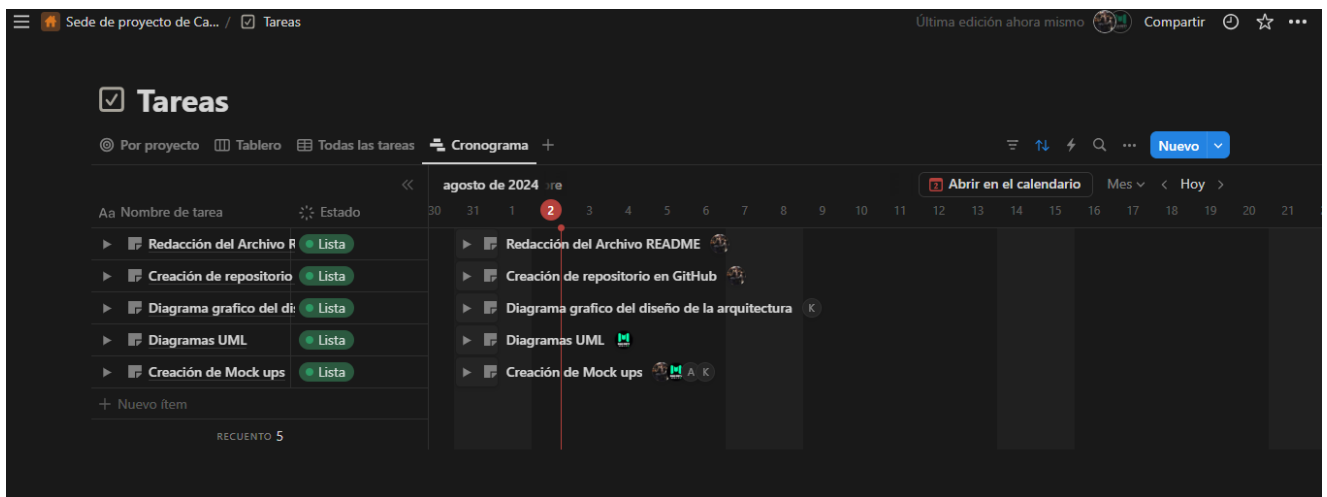 Sede de proyecto de Ca... / Tareas
Última edición ahora mismo Compartir
Tareas
Por proyecto Tablero Todas las tareas Cronograma
Nuevo
agosto de 2024 re
2 Abrir en el calendario Mes Hoy
Aa Nombre de tarea Estado
30 31 1 2 3 4 5 6 7 8 9 10 11 12 13 14 15 16 17 18 19 20 21
Redacción del Archivo R Lista Redacción del Archivo README
Creación de repositorio Lista Creación de repositorio en GitHub
Diagrama grafico del di Lista Diagrama grafico del diseño de la arquitectura K
Diagramas UML Lista Diagramas UML
Creación de Mock ups Lista Creación de Mock ups A K
+ Nuevo ítem
RECUENTO 5